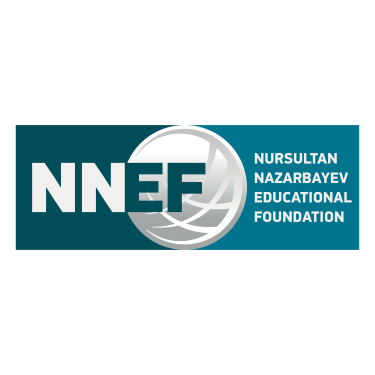 NNEF
NURSULTAN
NAZARBAYEV
EDUCATIONAL
FOUNDATION